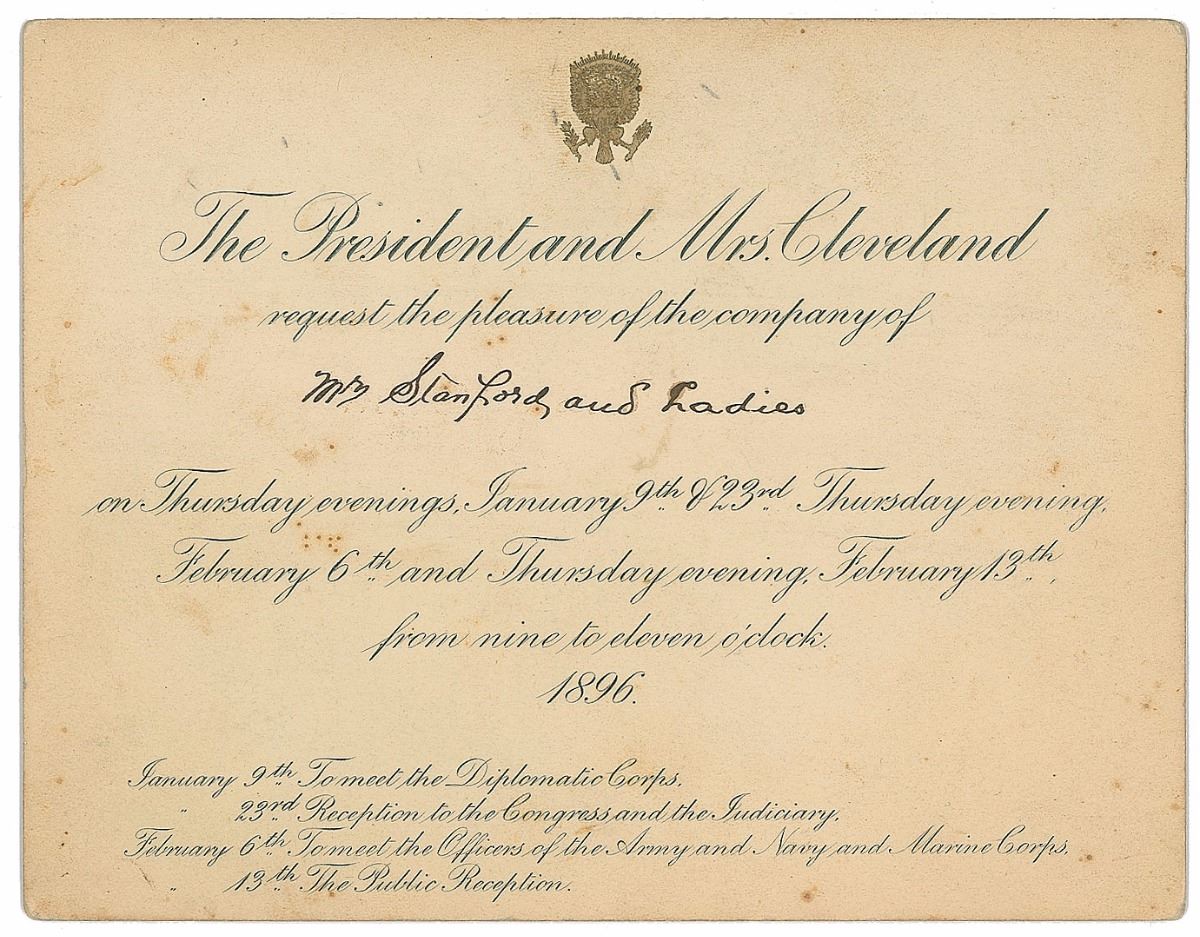 The President and Mrs. Cleveland
request the pleasure of the company of
Mrs Stanford, and Ladies
on Thursday evenings, January 9th & 23rd Thursday evening,
February 6th and Thursday evening, February 13th,
from nine to eleven o'clock.
1896.
January 9th To meet the Diplomatic Corps.
" 23rd Reception to the Congress and the Judiciary.
February 6th To meet the Officers of the Army and Navy and Marine Corps.
" 13th The Public Reception.